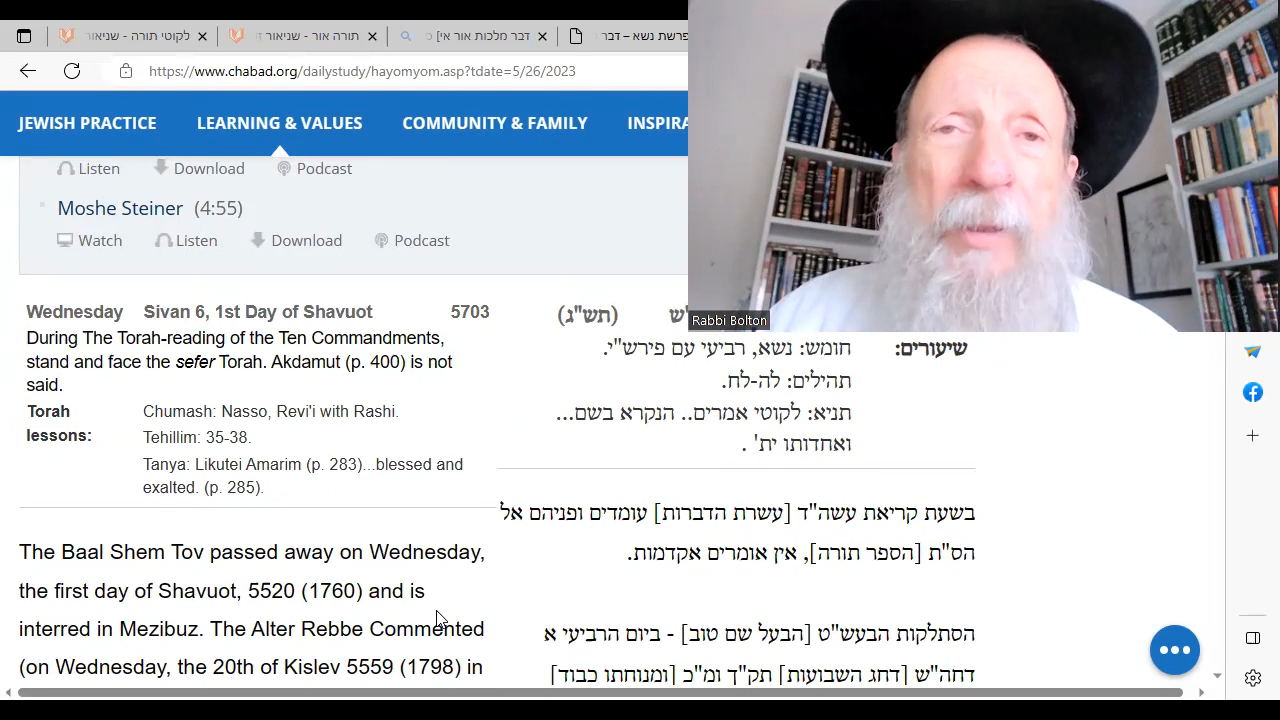 לקוטי תורה - שניאור
תורה אור - שניאור ז
דבר מלכות אור אי] כ
פרשת נשא – דבר
https://www.chabad.org/dailystudy/hayomyom.asp?tdate=5/26/2023
JEWISH PRACTICE LEARNING & VALUES COMMUNITY & FAMILY INSPIRA
Listen Download Podcast
Moshe Steiner (4:55)
Watch Listen Download Podcast
Rabbi Bolton
Wednesday Sivan 6, 1st Day of Shavuot 5703
During The Torah-reading of the Ten Commandments,
stand and face the sefer Torah. Akdamut (p. 400) is not
said.
Torah lessons:
Chumash: Nasso, Revi'i with Rashi.
Tehillim: 35-38.
Tanya: Likutei Amarim (p. 283)...blessed and
exalted. (p. 285).
The Baal Shem Tov passed away on Wednesday,
the first day of Shavuot, 5520 (1760) and is
interred in Mezibuz. The Alter Rebbe Commented
(on Wednesday, the 20th of Kislev 5559 (1798) in
(תש"ג)
שיעורים: חומש: נשא, רביעי עם פירש"י.
תהילים: לה-לח.
תניא: לקוטי אמרים.. הנקרא בשם...
ואחדותו ית' .
בשעת קריאת עשה"ד [עשרת הדברות] עומדים ופניהם אל
הס"ת [הספר תורה], אין אומרים אקדמות.
הסתלקות הבעש"ט [הבעל שם טוב] - ביום הרביעי א
דחה"ש [דחג השבועות] תק"ך ומ"כ [ומנוחתו כבוד]